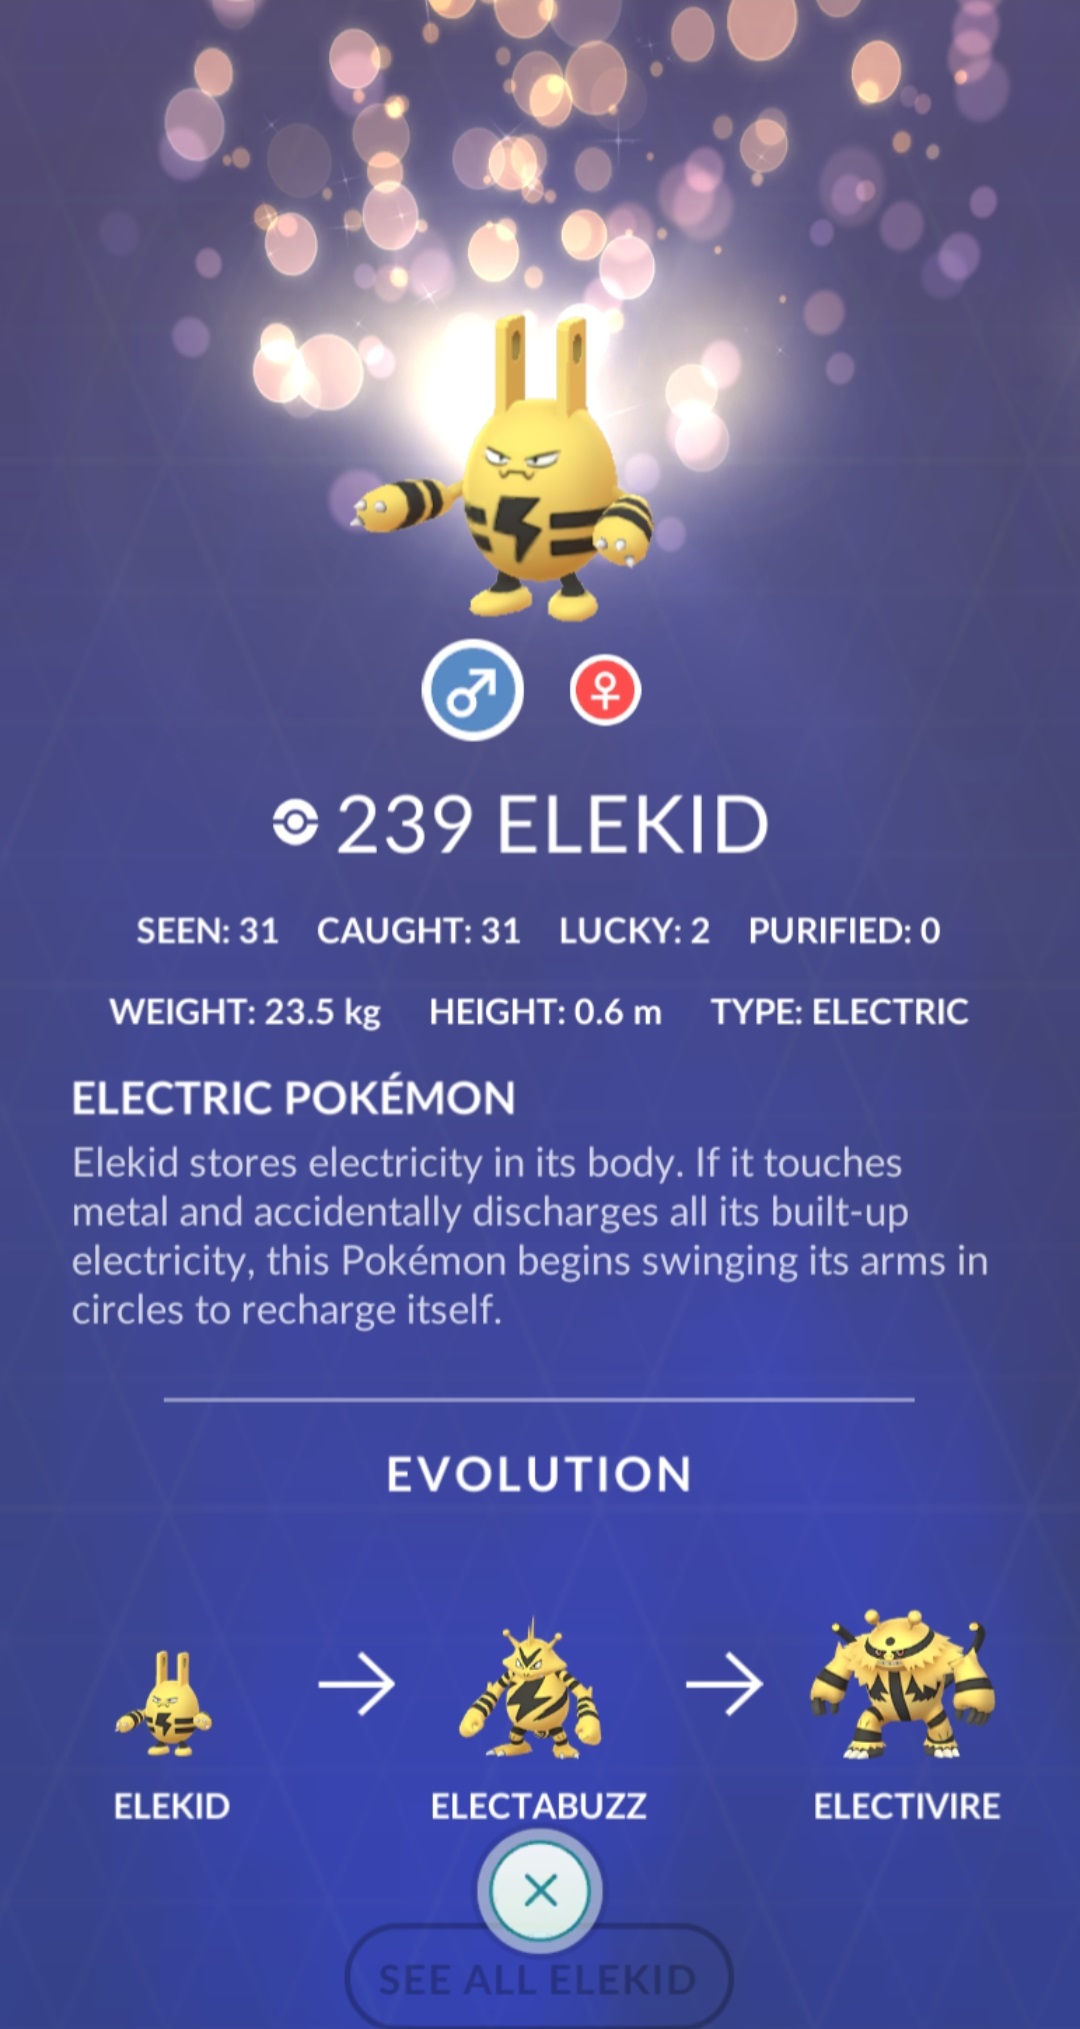 239 ELEKID
SEEN: 31 CAUGHT: 31 LUCKY: 2 PURIFIED: 0
WEIGHT: 23.5 kg HEIGHT: 0.6 m TYPE: ELECTRIC
ELECTRIC POKÉMON
Elekid stores electricity in its body. If it touches
metal and accidentally discharges all its built-up
electricity, this Pokémon begins swinging its arms in
circles to recharge itself.
EVOLUTION
ELEKID ELECTABUZZ ELECTIVIRE
SEE ALL ELEKID